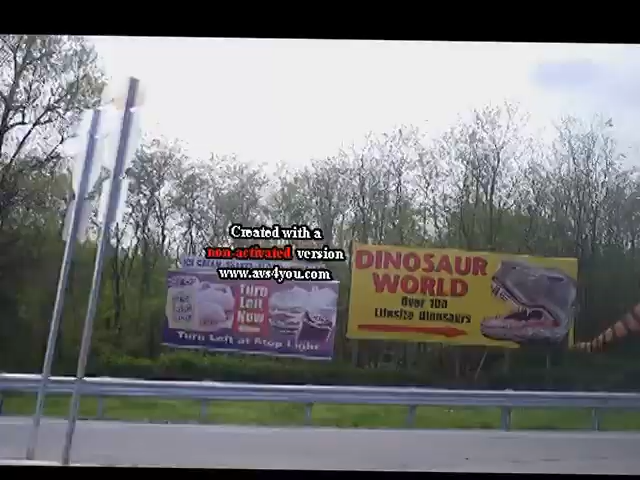 Created with a
non-activated version
www.avs4you.com
Turn
Left
Now
Turn Left at Stop Light
DINOSAUR
WORLD
Over 100
Lifesize Dinosaurs